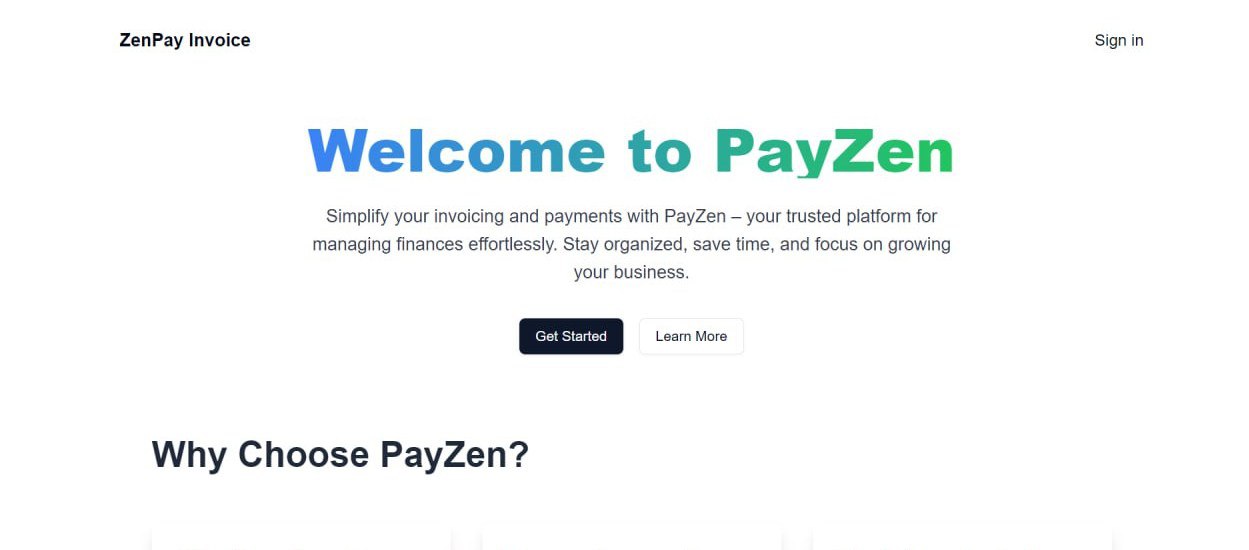 ZenPay Invoice
Sign in
Welcome to PayZen
Simplify your invoicing and payments with PayZen – your trusted platform for
managing finances effortlessly. Stay organized, save time, and focus on growing
your business.
Get Started
Learn More
Why Choose PayZen?